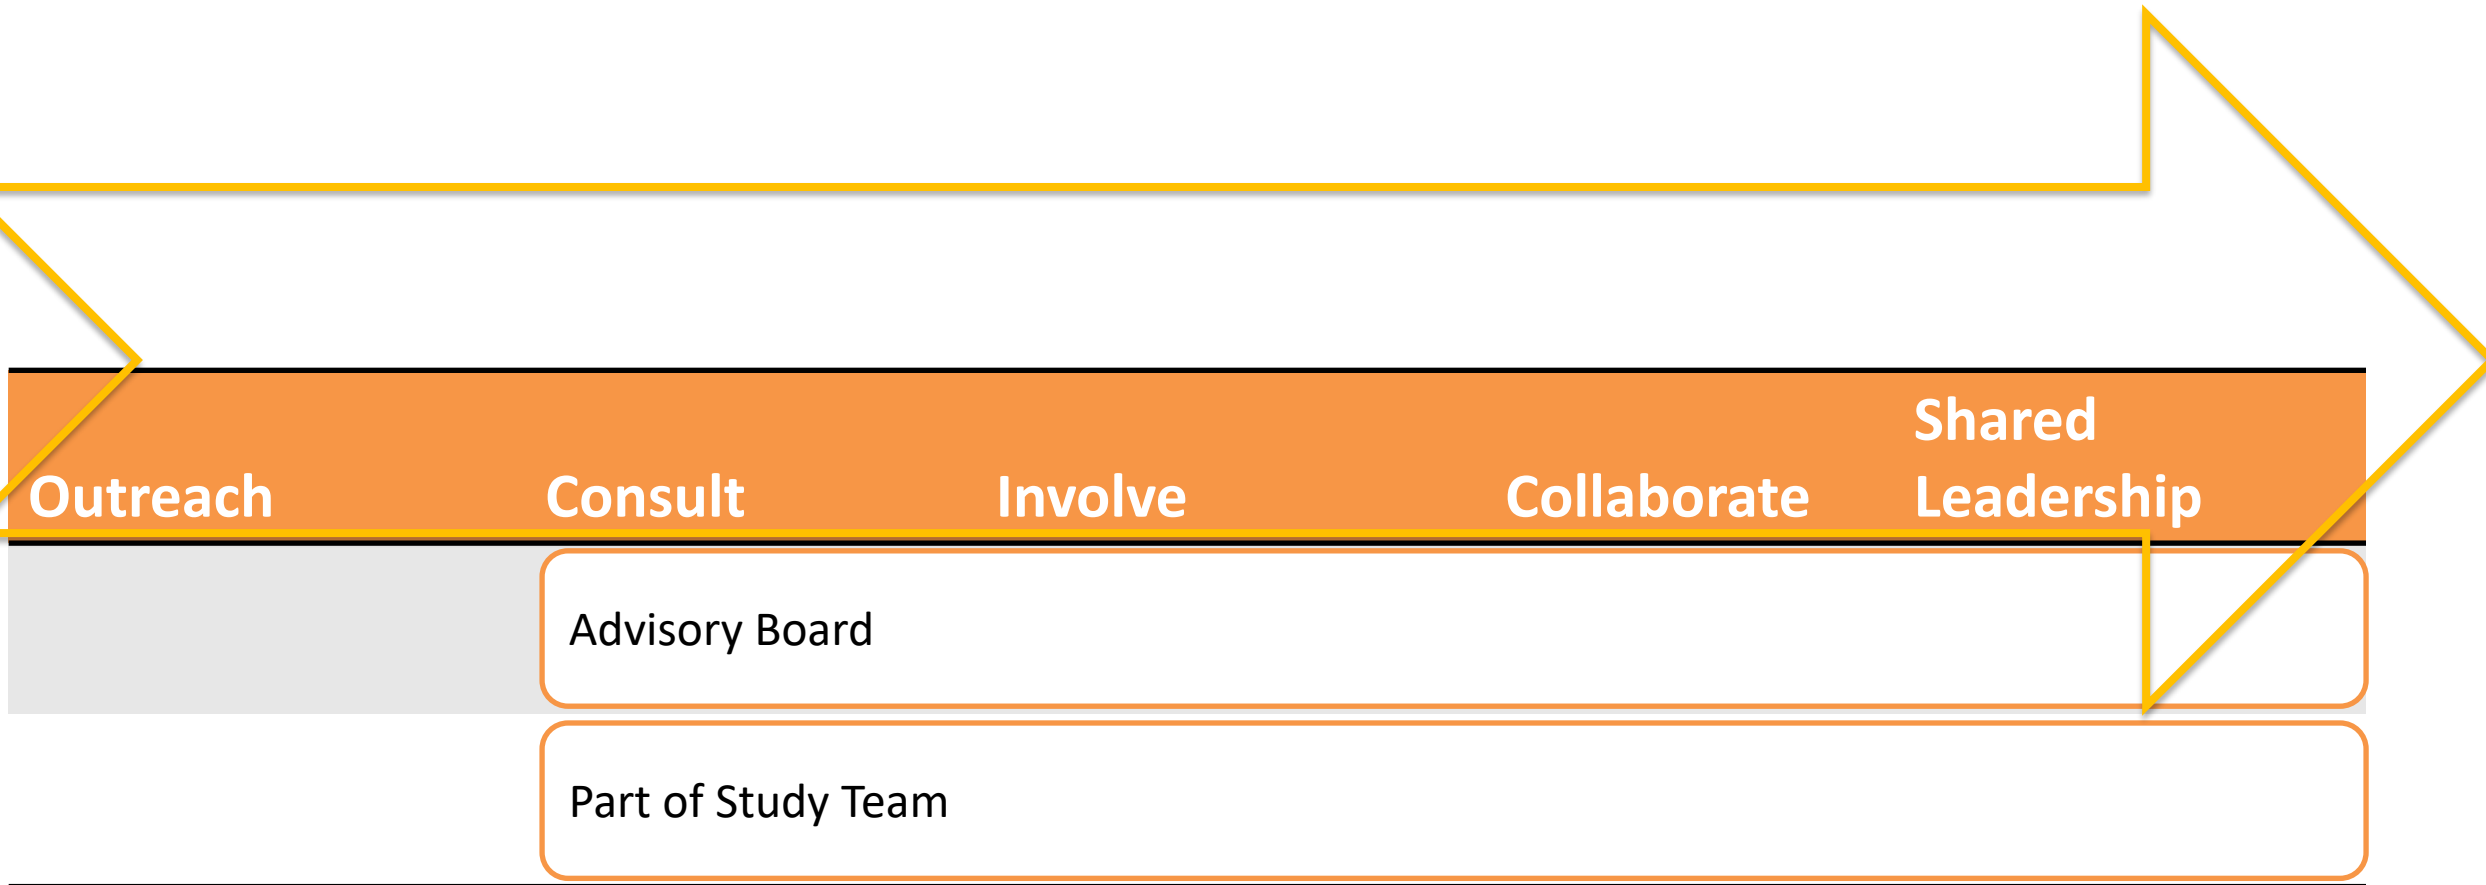 Shared
Outreach Consult Involve Collaborate Leadership
Advisory Board
Part of Study Team